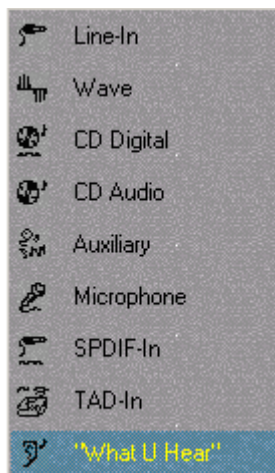 Line-In
Wave
CD Digital
CD Audio
Auxiliary
Microphone
SPDIF-In
TAD-In
"What U Hear"